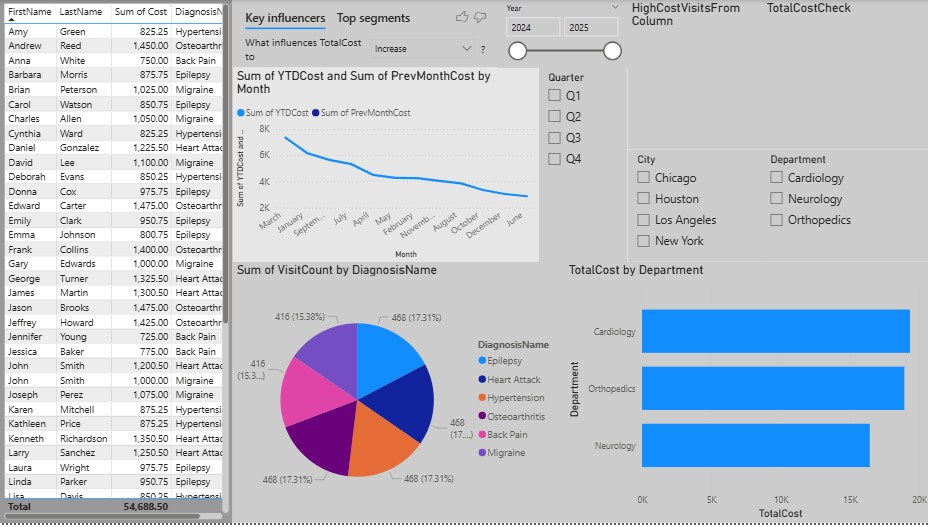 FirstName LastName Sum of Cost DiagnosisN
Amy Green 825.25 Hypertensi
Andrew Reed 1,450.00 Osteoarthr
Anna White 750.00 Back Pain
Barbara Morris 875.75 Epilepsy
Brian Peterson 1,025.00 Migraine
Carol Watson 850.75 Epilepsy
Charles Allen 1,050.00 Migraine
Cynthia Ward 825.25 Hypertensi
Daniel Gonzalez 1,225.50 Heart Attac
David Lee 1,100.00 Migraine
Deborah Evans 850.25 Hypertensi
Donna Cox 975.75 Epilepsy
Edward Carter 1,475.00 Osteoarthr
Emily Clark 950.75 Epilepsy
Emma Johnson 800.75 Epilepsy
Frank Collins 1,400.00 Osteoarthr
Gary Edwards 1,000.00 Migraine
George Turner 1,325.50 Heart Attac
James Martin 1,300.50 Heart Attac
Jason Brooks 1,475.00 Osteoarthr
Jeffrey Howard 1,425.00 Osteoarthr
Jennifer Young 725.00 Back Pain
Jessica Baker 775.00 Back Pain
John Smith 1,200.50 Heart Attac
John Smith 1,000.00 Migraine
Joseph Perez 1,075.00 Migraine
Karen Mitchell 875.25 Hypertensi
Kathleen Price 875.25 Hypertensi
Kenneth Richardson 1,350.50 Heart Attac
Larry Sanchez 1,250.50 Heart Attac
Laura Wright 975.75 Epilepsy
Linda Parker 950.75 Epilepsy
Lisa Davis 850.25 Hypertensi
Total 54,688.50
Key influencers Top segments
What influences TotalCost
to
Increase
?
Year
2024 2025
HighCostVisitsFrom
Column
TotalCostCheck
Sum of YTDCost and Sum of PrevMonthCost by
Month
Sum of YTDCost Sum of PrevMonthCost
Sum of YTDCost and ...
8K
6K
4K
2K
March January Septem... July April May February Novemb... August October December June
Month
Quarter
Q1
Q2
Q3
Q4
City
Chicago
Houston
Los Angeles
New York
Department
Cardiology
Neurology
Orthopedics
Sum of VisitCount by DiagnosisName
416 (15.38%)
468 (17.31%)
416
(15.3...)
468
(17....)
468 (17.31%)
468 (17.31%)
DiagnosisName
Epilepsy
Heart Attack
Hypertension
Osteoarthritis
Back Pain
Migraine
TotalCost by Department
Department
Cardiology
Orthopedics
Neurology
0K 5K 10K 15K 20K
TotalCost